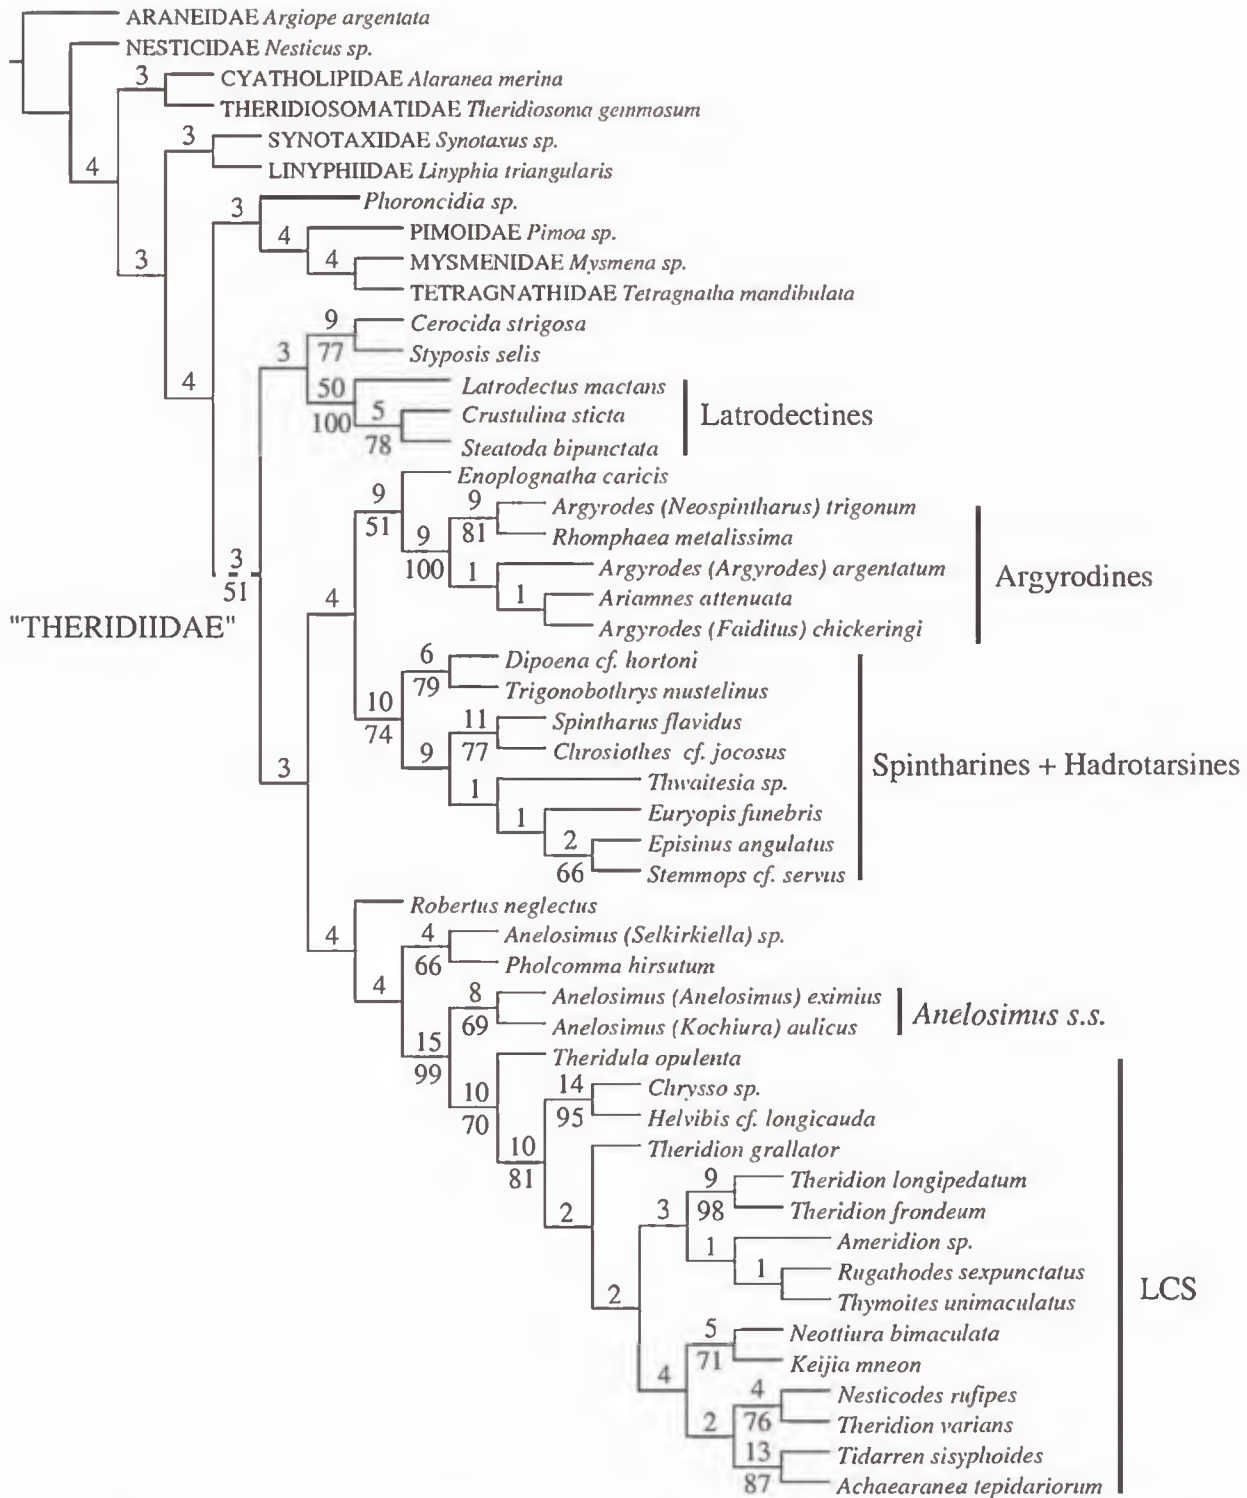 ARANEIDAE Argiope argentata
NESTICIDAE Nesticus sp.
3
CYATHOLIPIDAE Alaranea merina
THERIDIOSOMATIDAE Theridiosoma gemmosum
3
SYNOTAXIDAE Synotaxus sp.
4
LINYPHIIDAE Linyphia triangularis
Phoroncidia sp.
3
4
PIMOIDAE Pimoa sp.
3
4
MYSMENIDAE Mysmena sp.
TETRAGNATHIDAE Tetragnatha mandibulata
9
Cerocida strigosa
3
77
Styposis selis
4
50
Latrodectus mactans
100
5
Crustulina sticta
Latrodectines
78
Steatoda bipunctata
Enoplognatha caricis
9
51
9
Argyrodes (Neospintharus) trigonum
81
Rhomphaea metalissima
9
100
1
Argyrodes (Argyrodes) argentatum
Argyrodines
3
51
1
Ariamnes attenuata
4
"THERIDIIDAE"
Argyrodes (Faiditus) chickeringi
6
Dipoena cf. hortoni
79
Trigonobothrys mustelinus
10
74
11
Spintharus flavidus
77
Chrosiothes cf. jocosus
9
Spintharines + Hadrotarsines
3
1
Thwaitesia sp.
1
Euryopis funebris
2
Episinus angulatus
66
Stemmops cf. servus
Robertus neglectus
4
4
Anelosimus (Selkirkiella) sp.
66
Pholcomma hirsutum
4
8
Anelosimus (Anelosimus) eximius
69
Anelosimus (Kochiura) aulicus
Anelosimus s.s.
15
99
Theridula opulenta
10
70
14
Chrysso sp.
95
Helvibis cf. longicauda
10
81
Theridion grallator
9
Theridion longipedatum
2
3
98
Theridion frondeum
1
Ameridion sp.
1
Rugathodes sexpunctatus
LCS
2
Thymoites unimaculatus
5
Neottiura bimaculata
71
Keijia mneon
4
4
Nesticodes rufipes
2
76
Theridion varians
13
Tidarren sisyphoides
87
Achaearanea tepidariorum